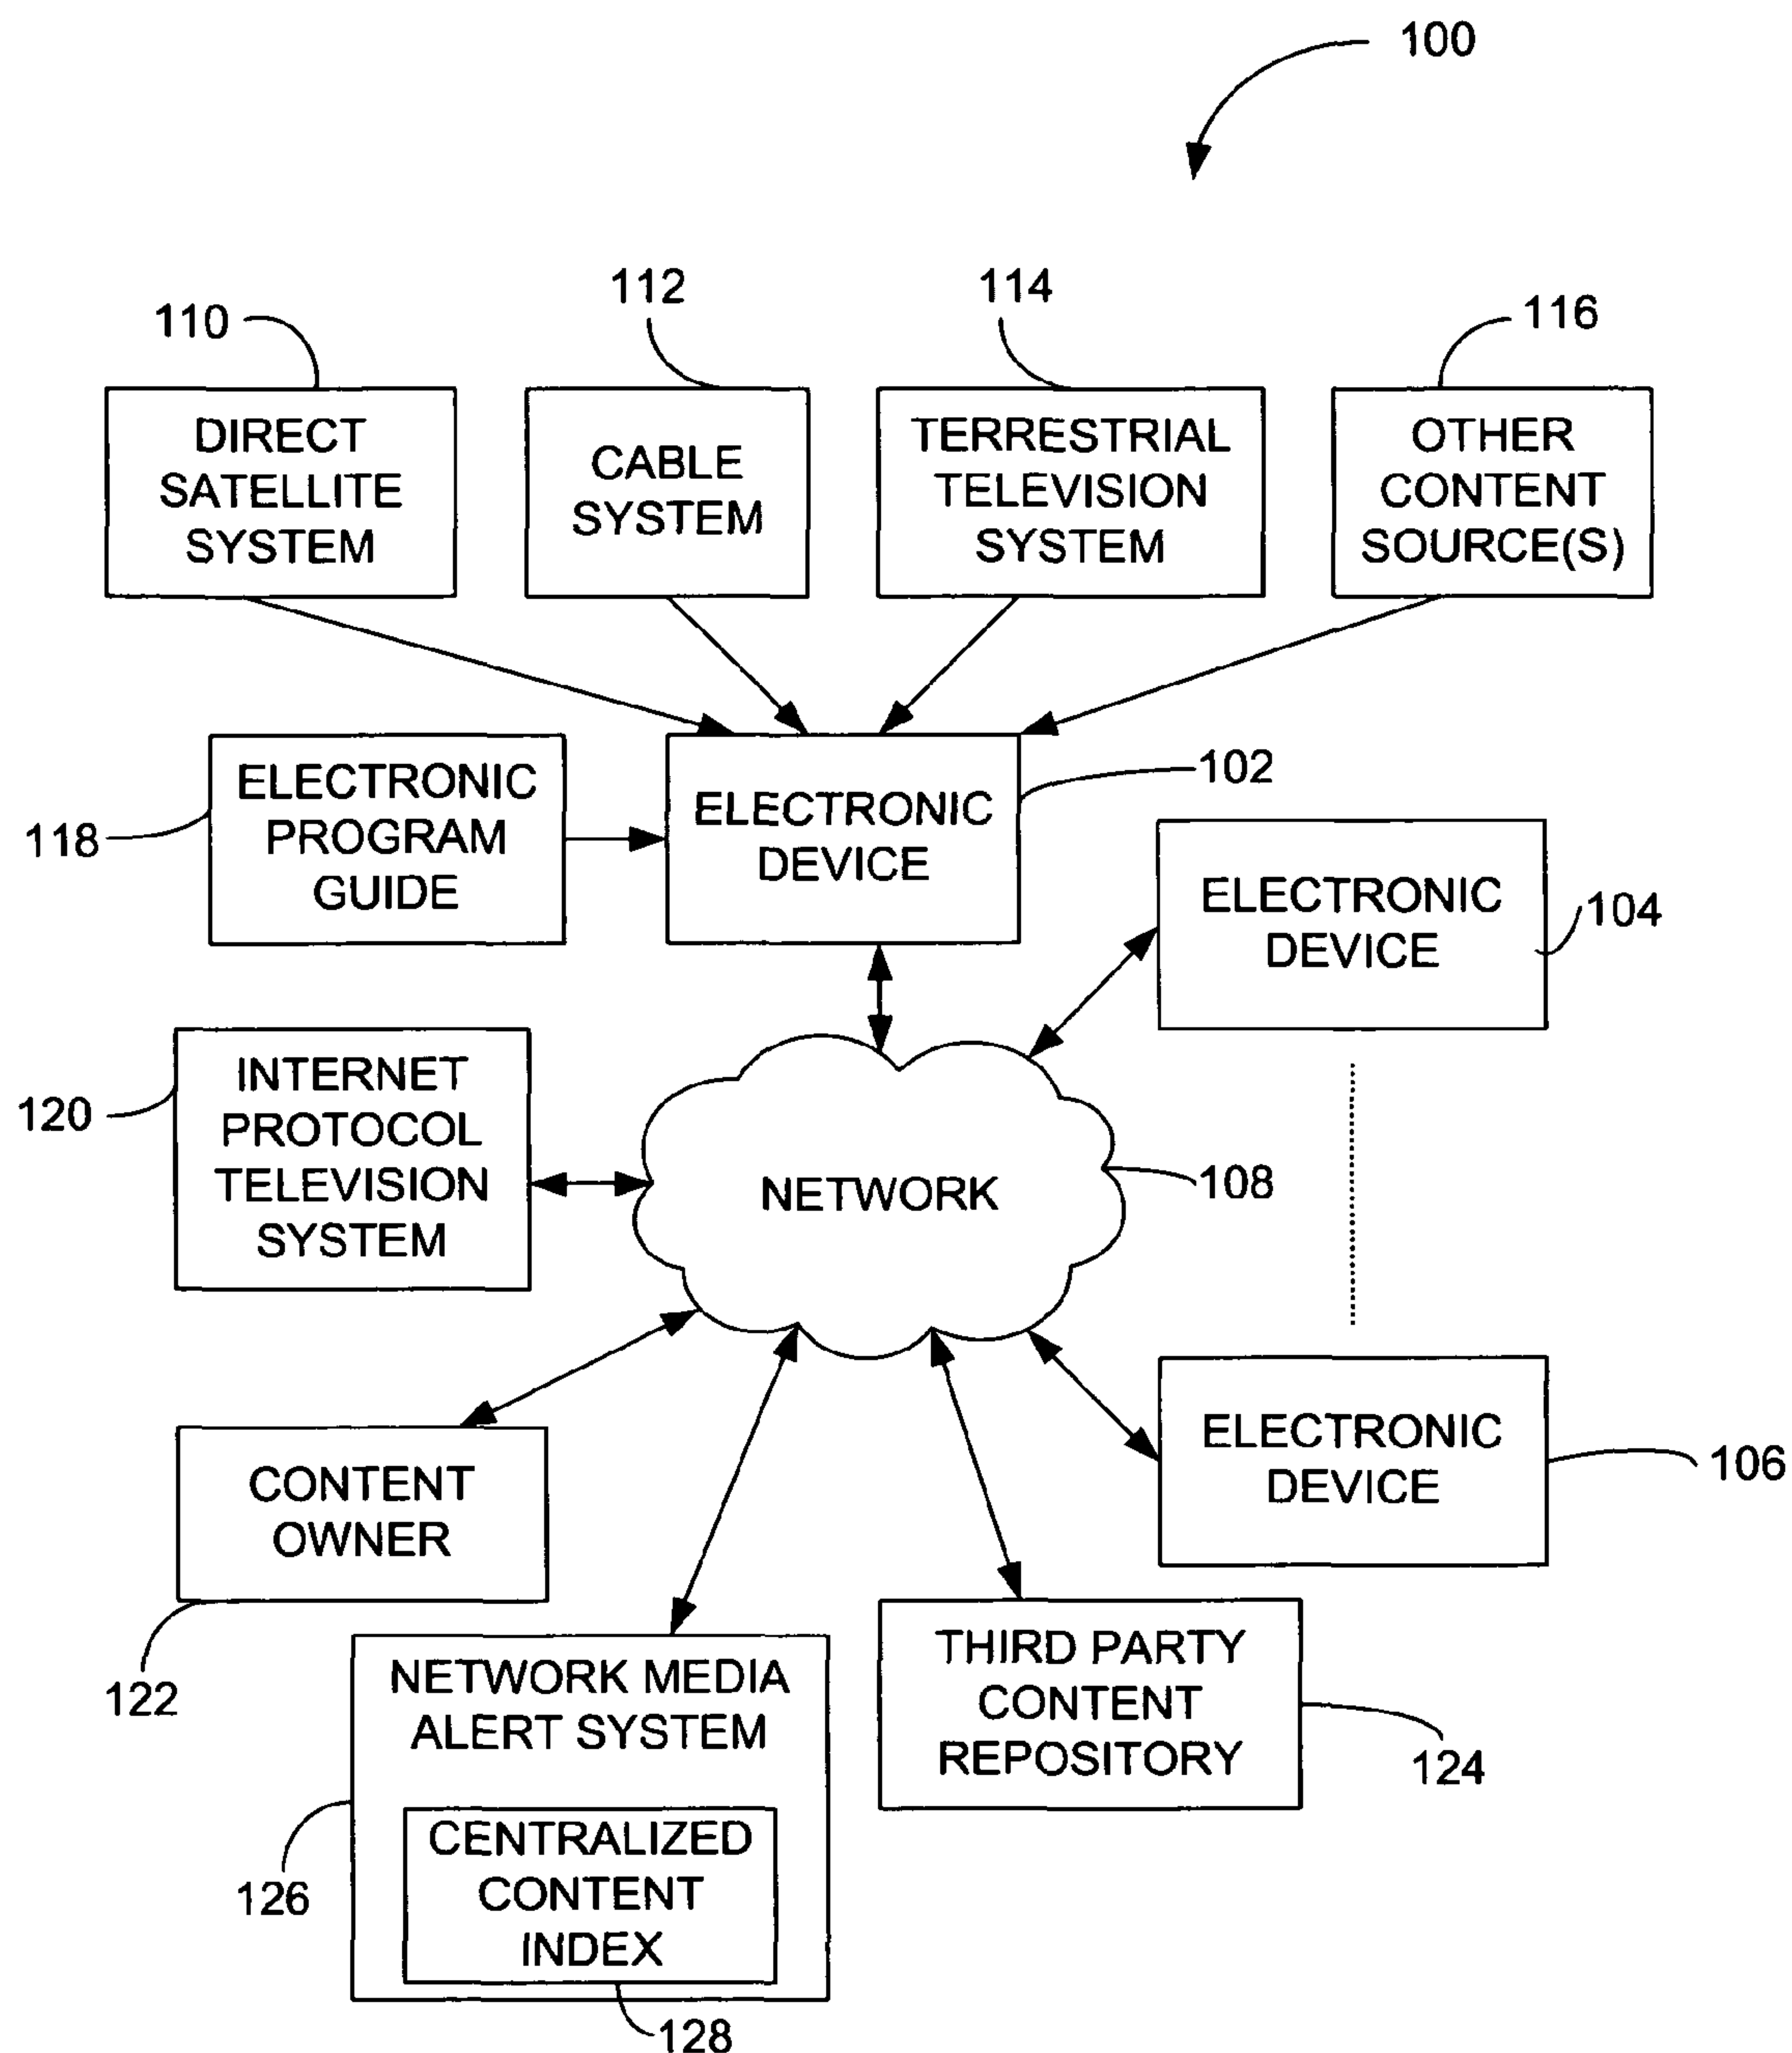 100
110
112
114
116
DIRECT
SATELLITE
SYSTEM
CABLE
SYSTEM
TERRESTRIAL
TELEVISION
SYSTEM
OTHER
CONTENT
SOURCE(S)
118
ELECTRONIC
PROGRAM
GUIDE
ELECTRONIC
DEVICE
102
ELECTRONIC
DEVICE
104
120
INTERNET
PROTOCOL
TELEVISION
SYSTEM
NETWORK
108
CONTENT
OWNER
122
ELECTRONIC
DEVICE
106
NETWORK MEDIA
ALERT SYSTEM
126
CENTRALIZED
CONTENT
INDEX
128
THIRD PARTY
CONTENT
REPOSITORY
124